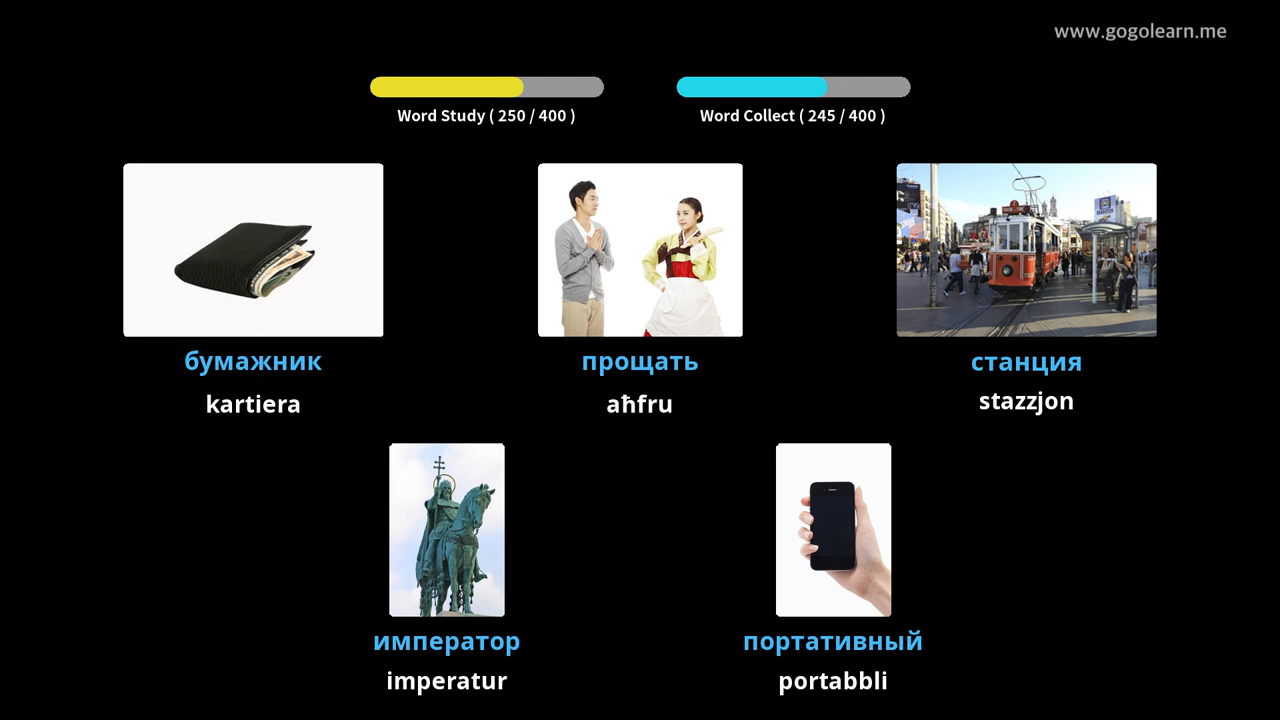 www.gogolearn.me
Word Study ( 250 / 400 )
Word Collect ( 245 / 400 )
бумажник
kartiera
прощать
aħfru
станция
stazzjon
император
imperatur
портативный
portabbli